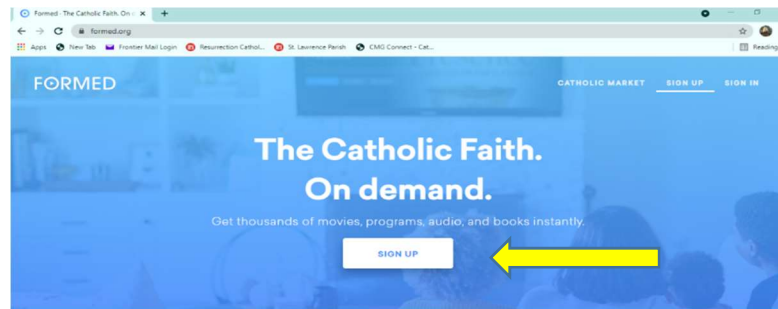 Formed - The Catholic Faith. On
formed.org
Apps New Tab Frontier Mail Login Resurrection Cathol... St. Lawrence Parish CMG Connect - Cat... Reading
FORMED CATHOLIC MARKET SIGN UP SIGN IN
The Catholic Faith.
On demand.
Get thousands of movies, programs, audio, and books instantly.
SIGN UP